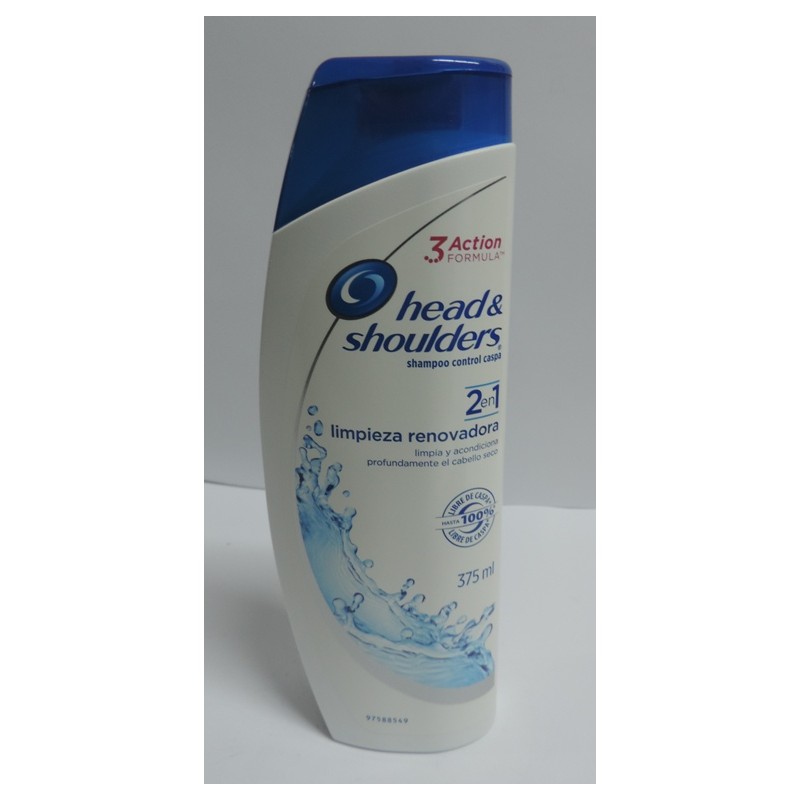 3 Action
FORMULA™
head &
shoulders®
shampoo control caspa
2en1
limpieza renovadora
limpia y acondiciona
profundamente el cabello seco
LIBRE DE CASPA
HASTA 100%
LIBRE DE CASPA
375 ml
97588549